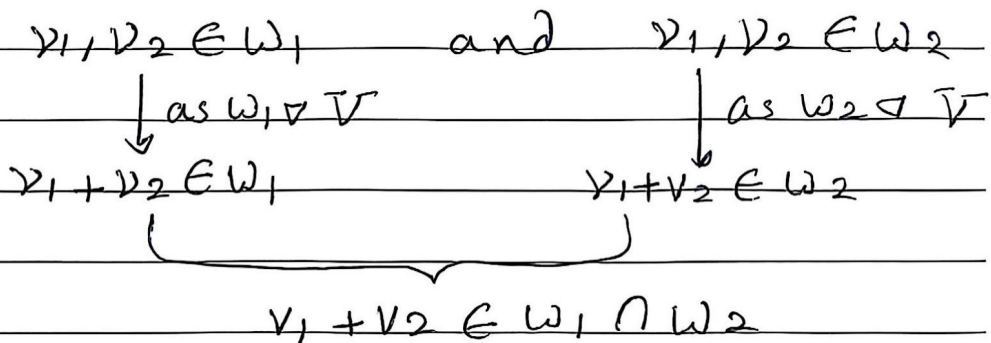 v1, v2 ∈ W1 and v1, v2 ∈ W2
as W1 ▽ V as W2 ◁ V
v1 + v2 ∈ W1 v1 + v2 ∈ W2
v1 + v2 ∈ W1 ∩ W2